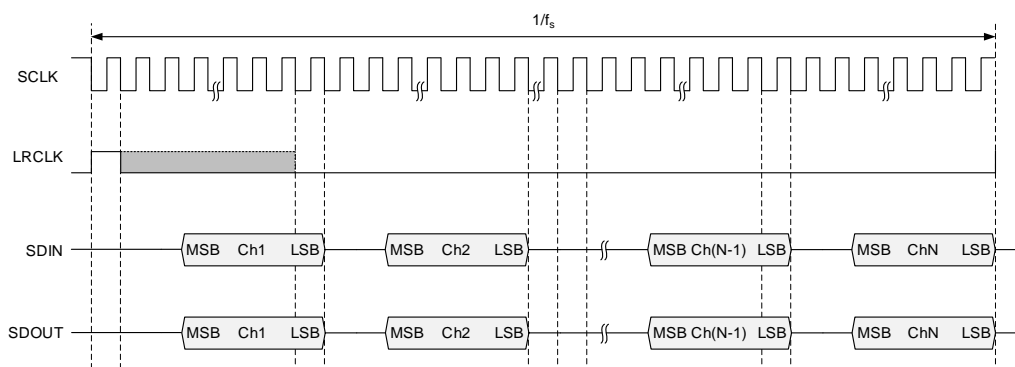 1/fs
SCLK
LRCLK
SDIN MSB Ch1 LSB MSB Ch2 LSB MSB Ch(N-1) LSB MSB ChN LSB
SDOUT MSB Ch1 LSB MSB Ch2 LSB MSB Ch(N-1) LSB MSB ChN LSB